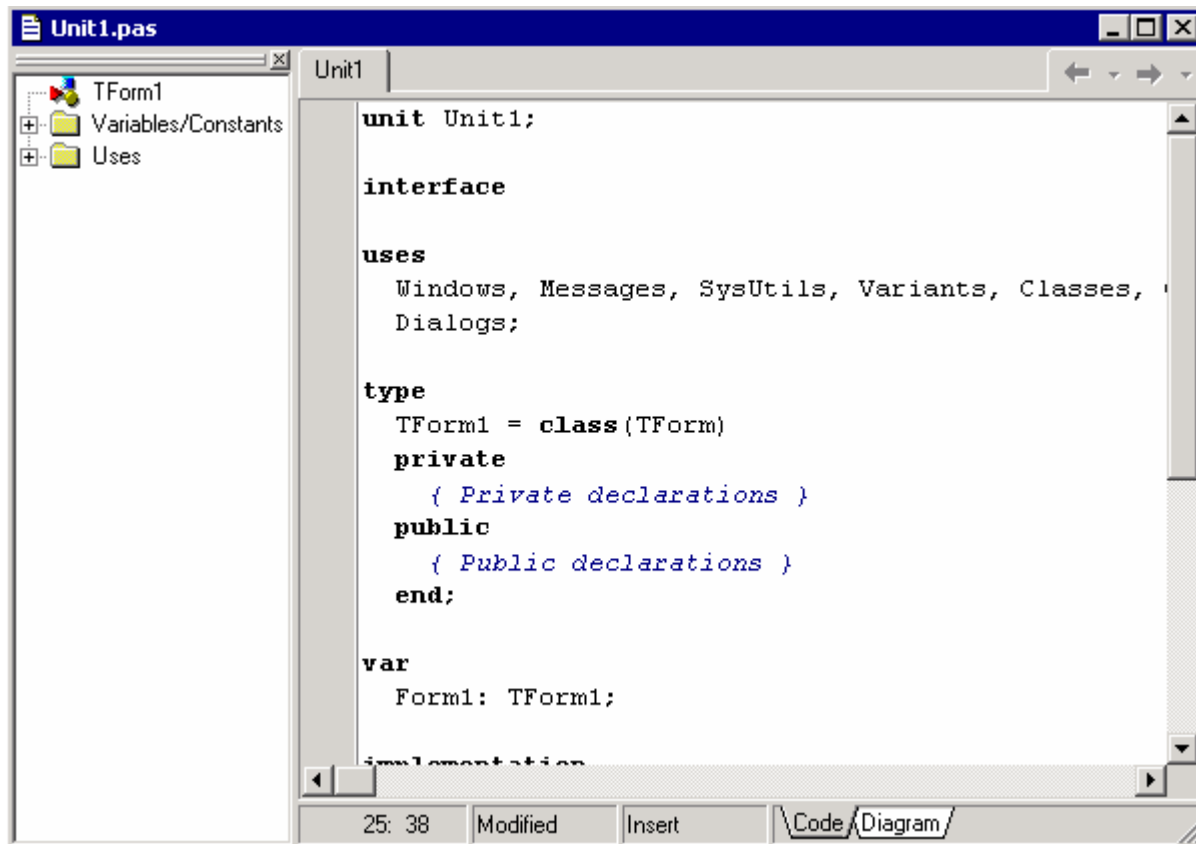 Unit1.pas
TForm1
Variables/Constants
Uses
Unit1
unit Unit1;
interface
uses
Windows, Messages, SysUtils, Variants, Classes,
Dialogs;
type
TForm1 = class(TForm)
private
{ Private declarations }
public
{ Public declarations }
end;
var
Form1: TForm1;
implementation
25: 38
Modified
Insert
Code
Diagram